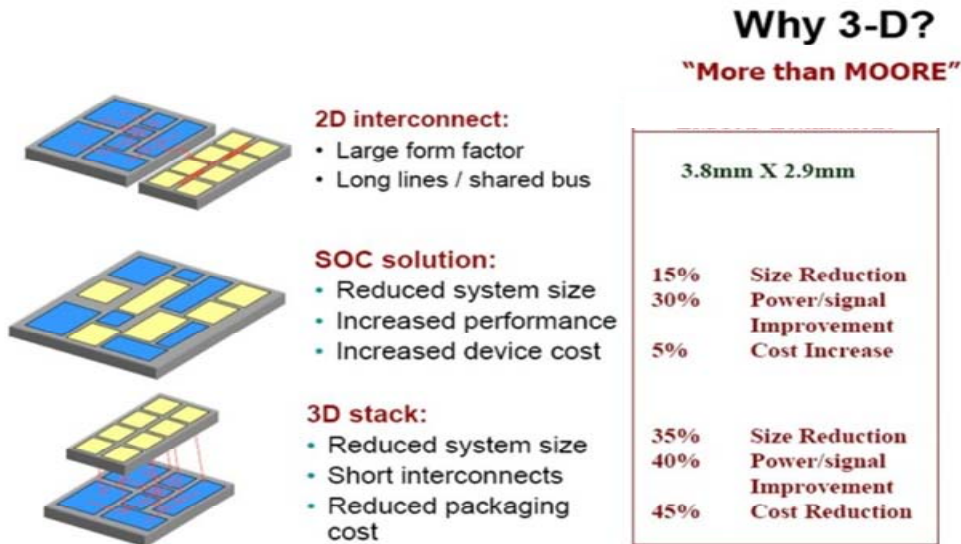 Why 3-D?
“More than MOORE”
2D interconnect:
• Large form factor
• Long lines / shared bus
3.8mm X 2.9mm
SOC solution:
• Reduced system size
• Increased performance
• Increased device cost
15% Size Reduction
30% Power/signal
Improvement
5% Cost Increase
3D stack:
• Reduced system size
• Short interconnects
• Reduced packaging
cost
35% Size Reduction
40% Power/signal
Improvement
45% Cost Reduction